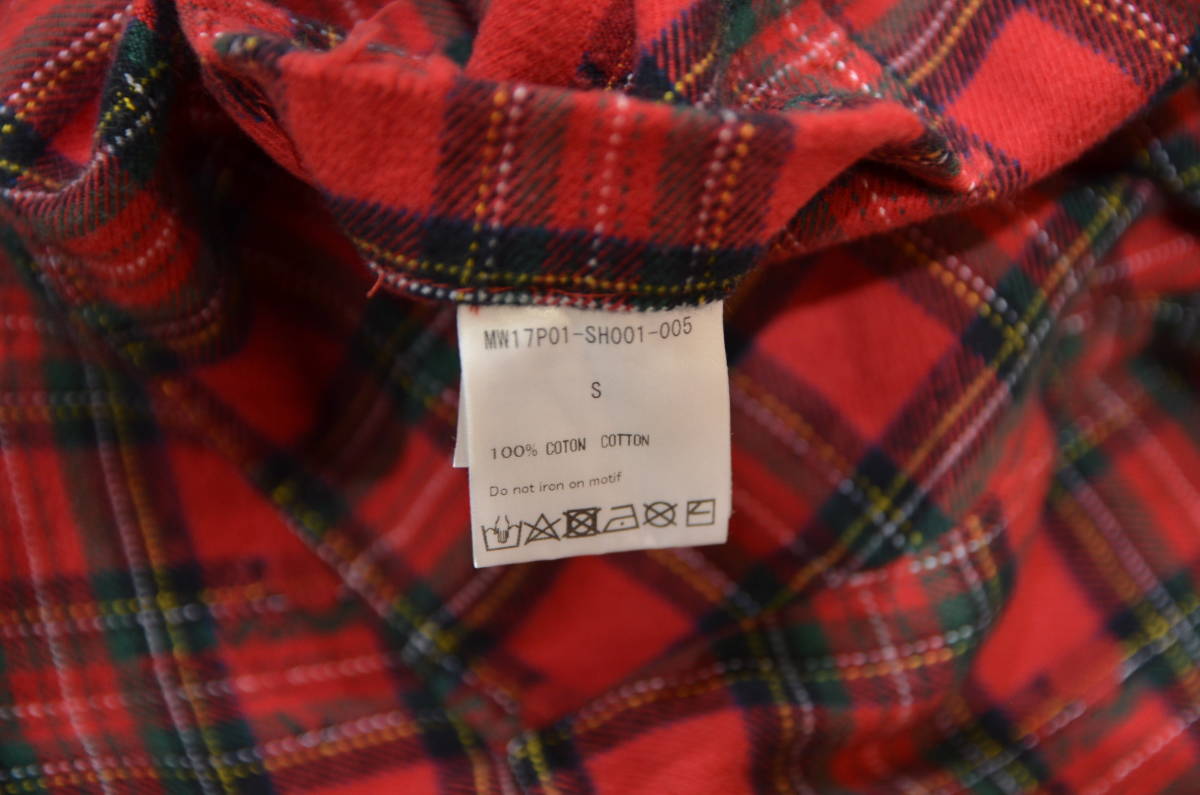 MW17P01-SH001-005
S
100% COTON COTTON
Do not iron on motif